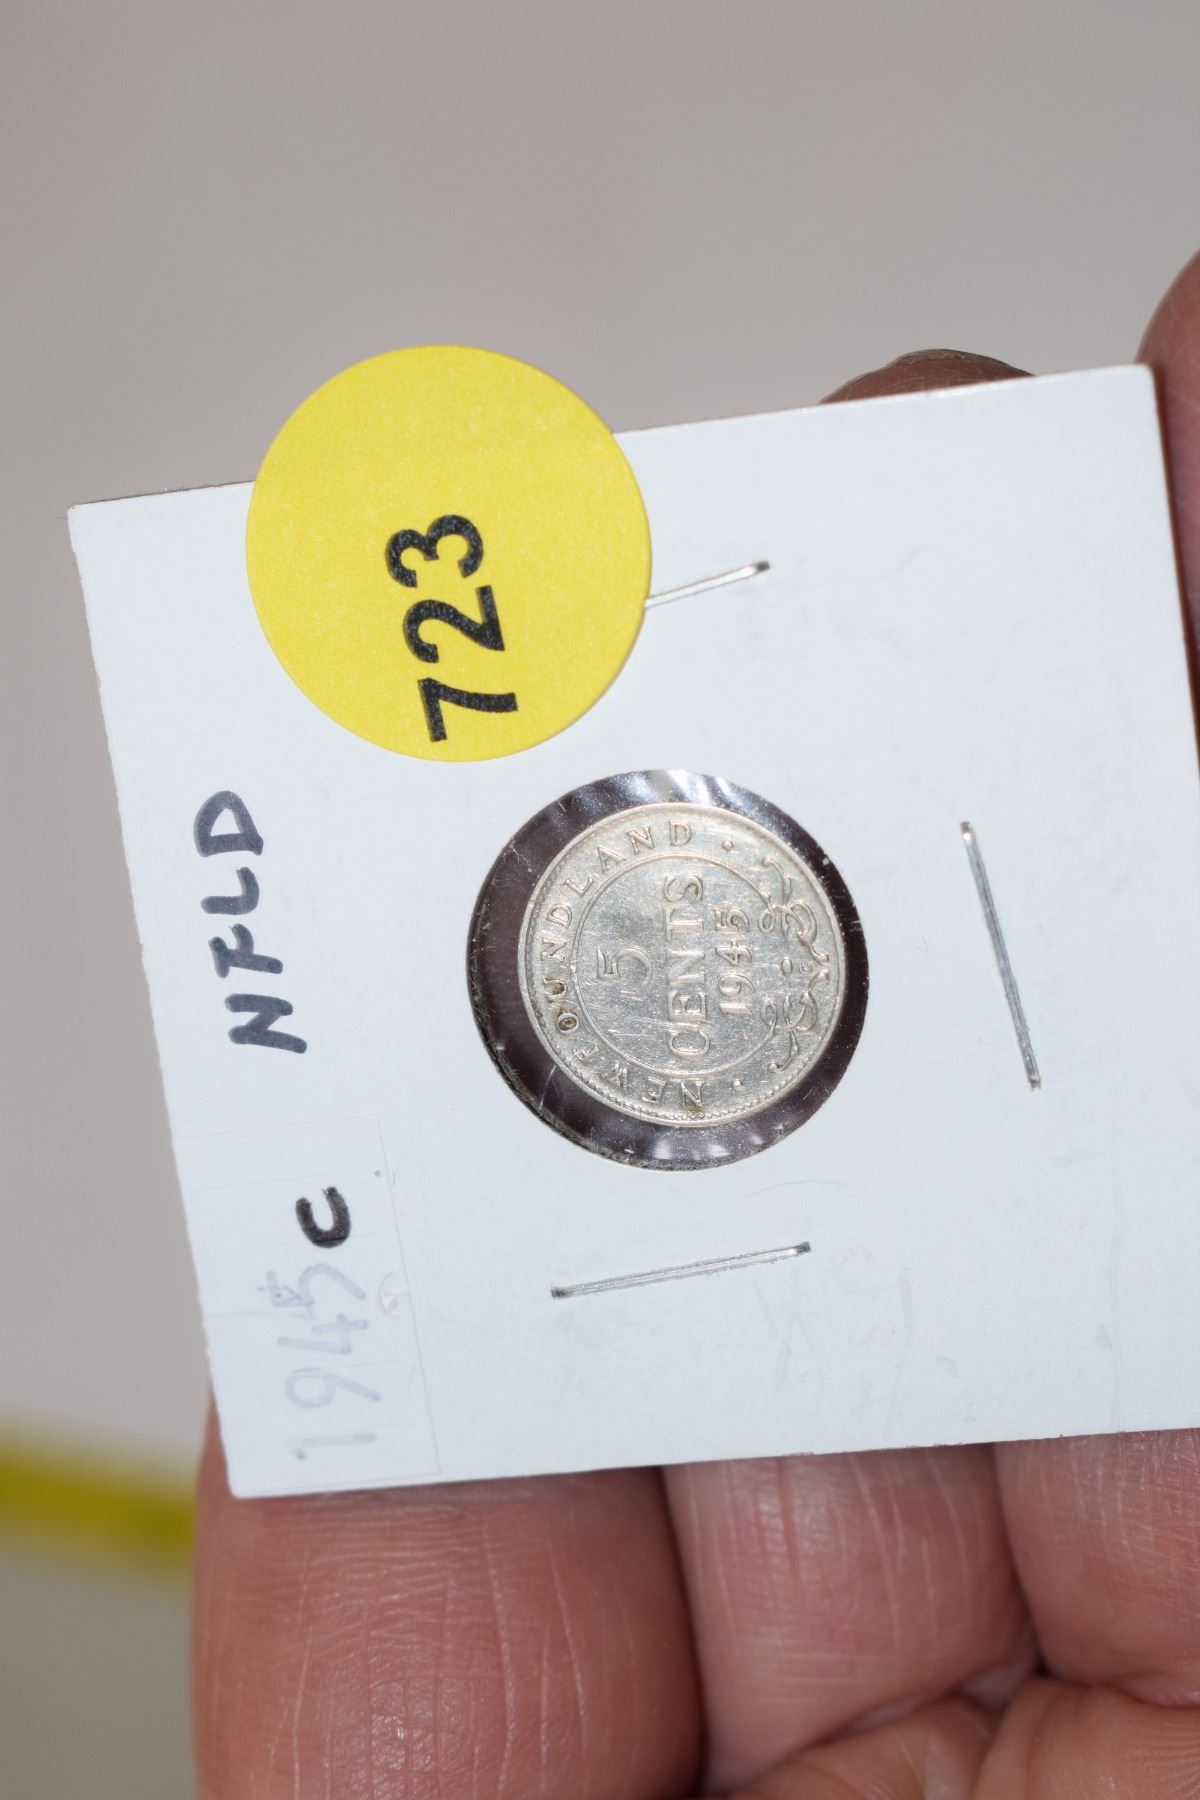 723
NFLD
1945 C
NEWFOUNDLAND
5
CENTS
1945
C